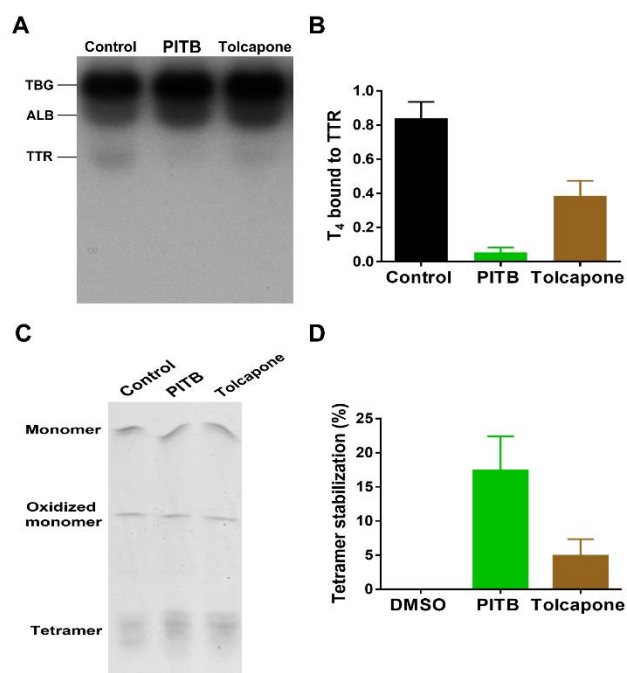 A
Control PITB Tolcapone
TBG
ALB
TTR
B
T₄ bound to TTR
1.0
0.8
0.6
0.4
0.2
0.0
Control PITB Tolcapone
C
Control PITB Tolcapone
Monomer
Oxidized
monomer
Tetramer
D
Tetramer stabilization (%)
25
20
15
10
5
0
DMSO PITB Tolcapone